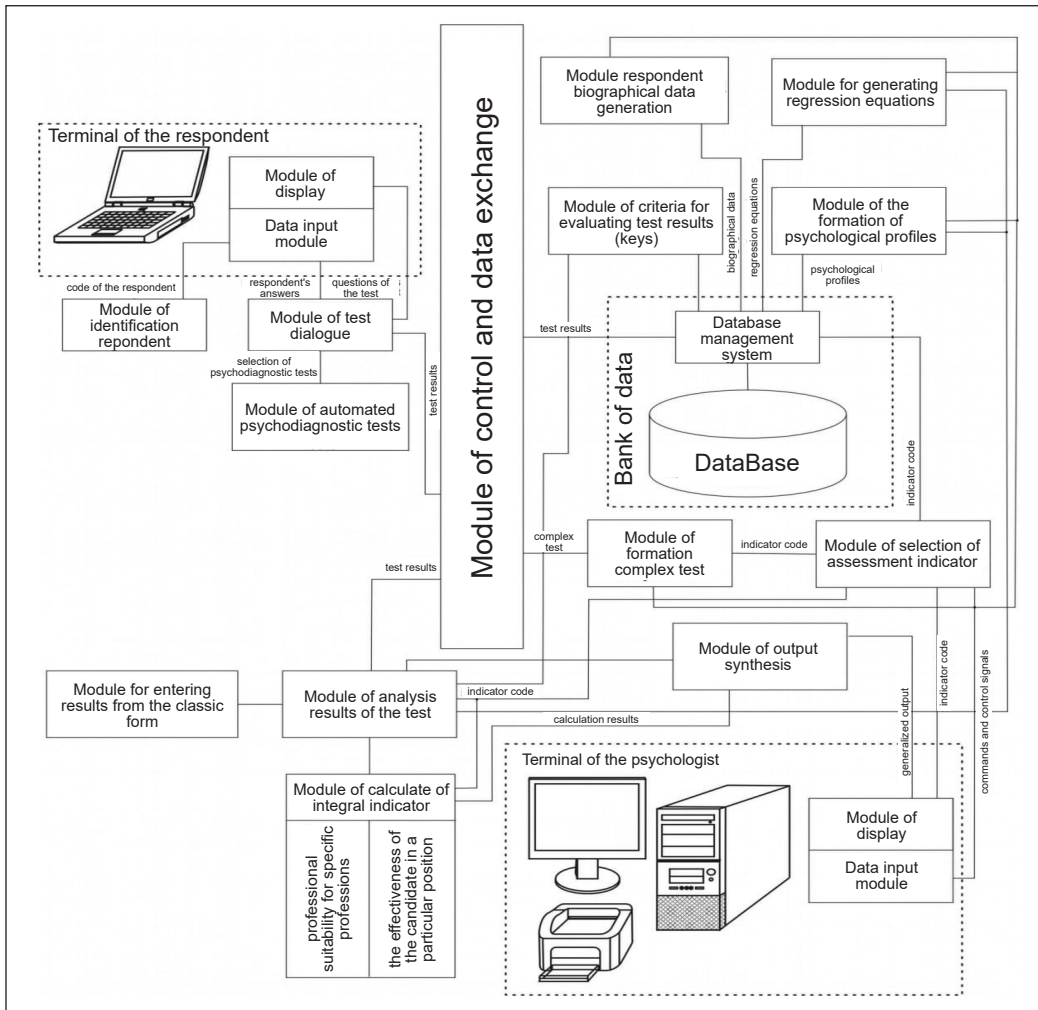 Module respondent
biographical data
generation
Module for generating
regression equations
Terminal of the respondent
Module of
display
Data input
module
Module of criteria for
evaluating test results
(keys)
Module of the
formation of
psychological profiles
biographical data
regression equations
psychological
profiles
code of the respondent
respondent's
answers
questions
of the test
Module of
identification
repondent
Module of test
dialogue
selection of
psychodiagnostic tests
Module of automated
psychodiagnostic tests
test results
Module of control and data exchange
test results
Database
management
system
Bank of data
DataBase
indicator code
complex
test
Module of
formation
complex test
indicator code
Module of selection of
assessment indicator
test results
Module for entering
results from the classic
form
Module of analysis
results of the test
indicator code
Module of output
synthesis
calculation results
generalized output
indicator code
commands and control signals
Module of calculate of
integral indicator
professional
suitability for specific
professions
the effectiveness of
the candidate in a
particular position
Terminal of the psychologist
Module of
display
Data input
module